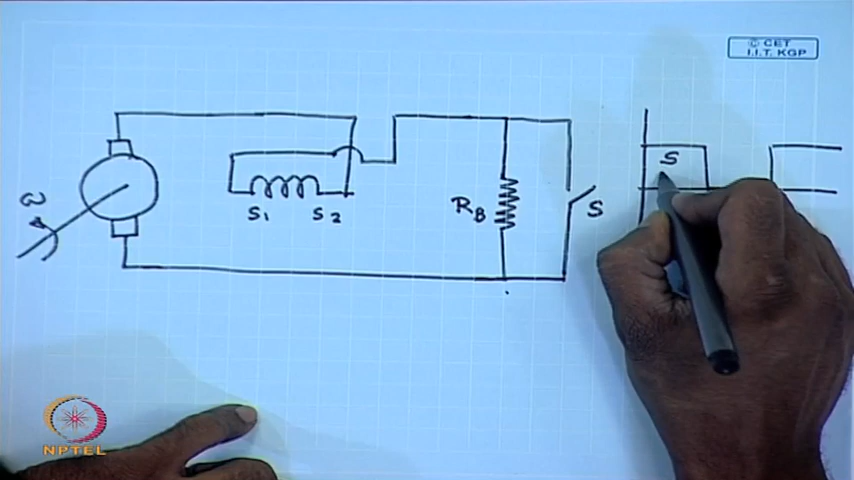 © CET
I.I.T. KGP
ω
S1 S2
RB
S
S
NPTEL